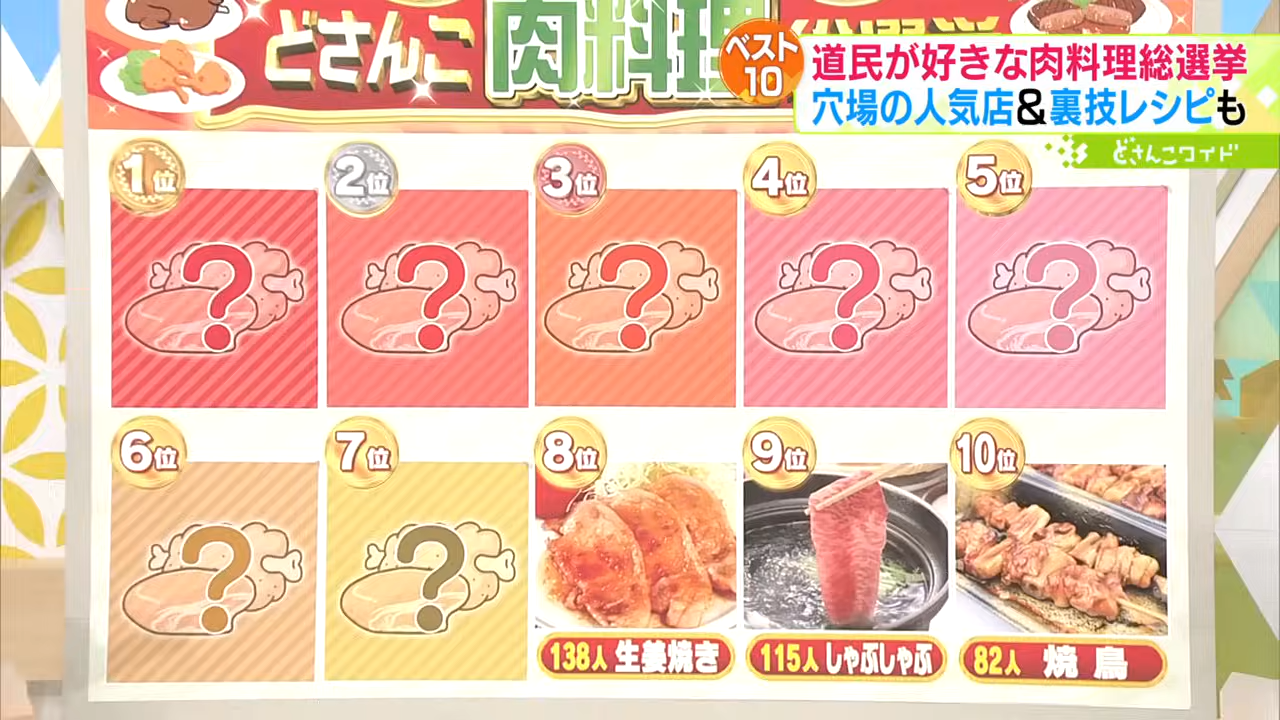 どさんこ肉料理総選挙
ベスト
10
道民が好きな肉料理総選挙
穴場の人気店&裏技レシピも
どさんこワイド
1位
2位
3位
4位
5位
?
?
?
?
?
6位
7位
8位
9位
10位
?
?
138人 生姜焼き
115人 しゃぶしゃぶ
82人 焼鳥